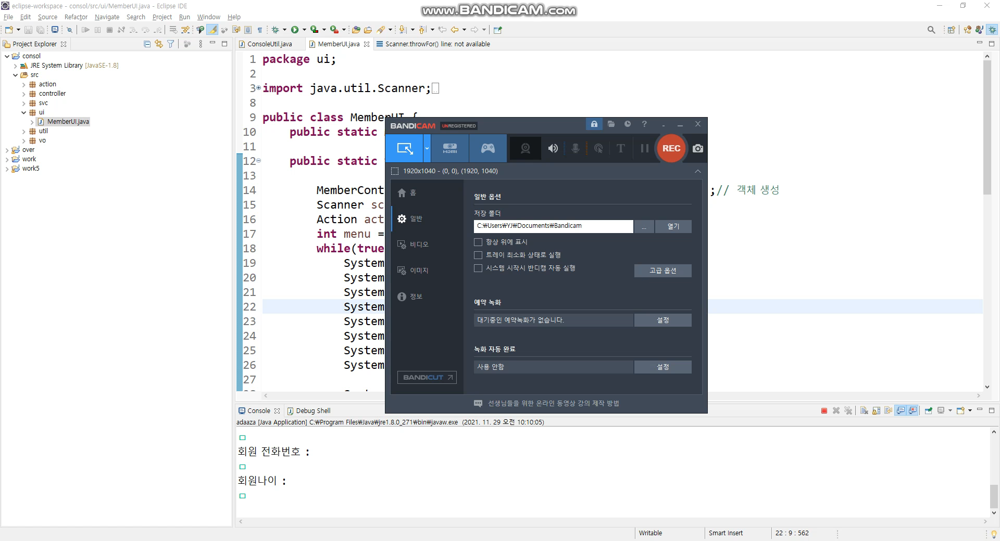 eclipse-workspace - consol/src/ui/MemberUI.java - Eclipse IDE
www.BANDICAM.com
File Edit Source Refactor Navigate Search Project Run Window Help
Project Explorer
ConsoleUtil.java
MemberUI.java
Scanner.throwFor() line: not available
consol
JRE System Library [JavaSE-1.8]
src
action
controller
svc
ui
MemberUI.java
util
vo
over
work
work5
1 package ui;
2
3 import java.util.Scanner;
8
9 public class MemberUI {
10 public static
11
12 public static
13
14 MemberCont ;// 객체 생성
15 Scanner sc
16 Action act
17 int menu =
18 while(true
19 System
20 System
21 System
22 System
23 System
24 System
25 System
26 System
27
BANDICAM UNREGISTERED
HDMI
T
REC
1920x1040 - (0, 0), (1920, 1040)
홈
일반
비디오
이미지
정보
BANDICUT
일반 옵션
저장 폴더
C:￦Users￦YJ￦Documents￦Bandicam
...
열기
항상 위에 표시
트레이 최소화 상태로 실행
시스템 시작시 반디캠 자동 실행
고급 옵션
예약 녹화
대기중인 예약녹화가 없습니다.
설정
녹화 자동 완료
사용 안함
설정
선생님들을 위한 온라인 동영상 강의 제작 방법
Console
Debug Shell
adaaza [Java Application] C:￦Program Files￦Java￦jre1.8.0_271￦bin￦javaw.exe (2021. 11. 29 오전 10:10:05)
회원 전화번호 :
회원나이 :
Writable
Smart Insert
22 : 9 : 562